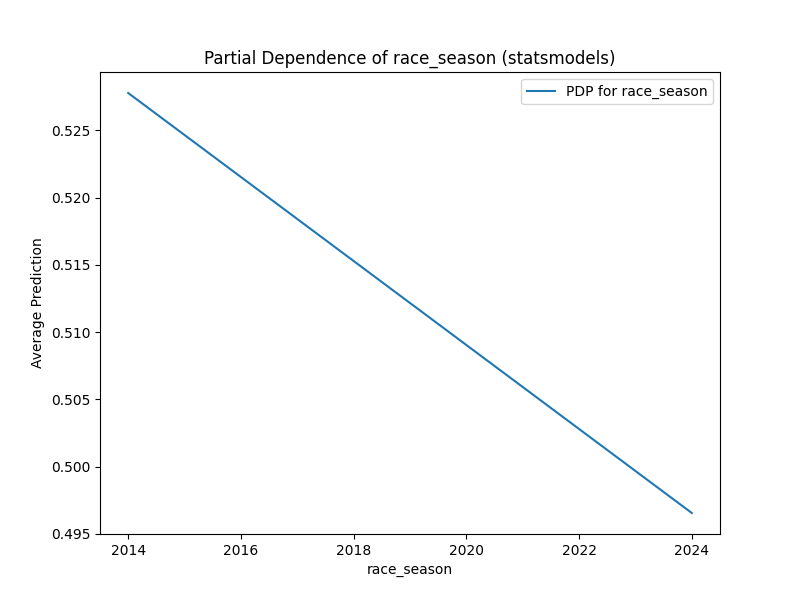 Partial Dependence of race_season (statsmodels)
PDP for race_season
Average Prediction
0.525
0.520
0.515
0.510
0.505
0.500
0.495
2014 2016 2018 2020 2022 2024
race_season